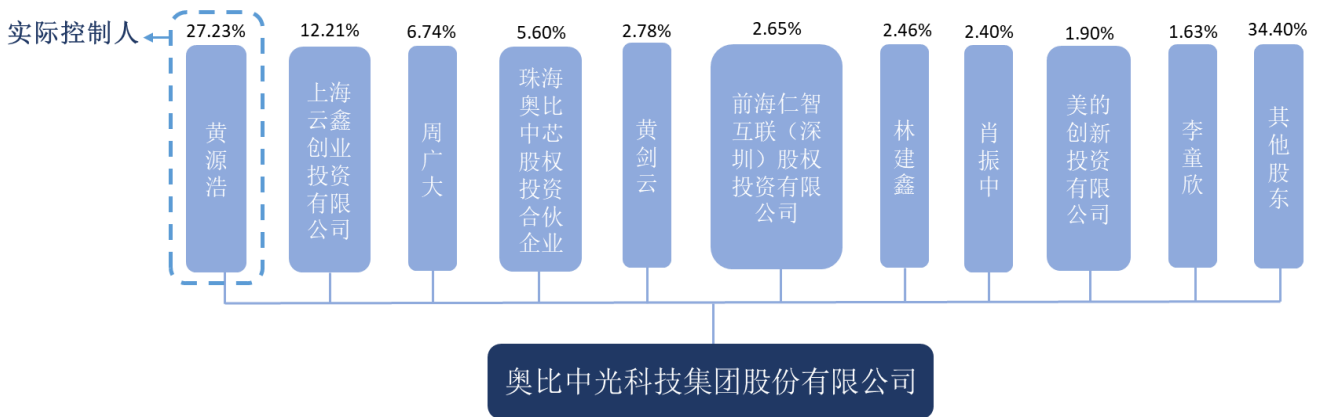 实际控制人
27.23%
12.21%
6.74%
5.60%
2.78%
2.65%
2.46%
2.40%
1.90%
1.63%
34.40%
黄源浩
上海
云鑫
创业
投资
有限
公司
周广大
珠海
奥比
中芯
股权
投资
合伙
企业
黄剑云
前海仁智
互联（深
圳）股权
投资有限
公司
林建鑫
肖振中
美的
创新
投资
有限
公司
李童欣
其他股东
奥比中光科技集团股份有限公司